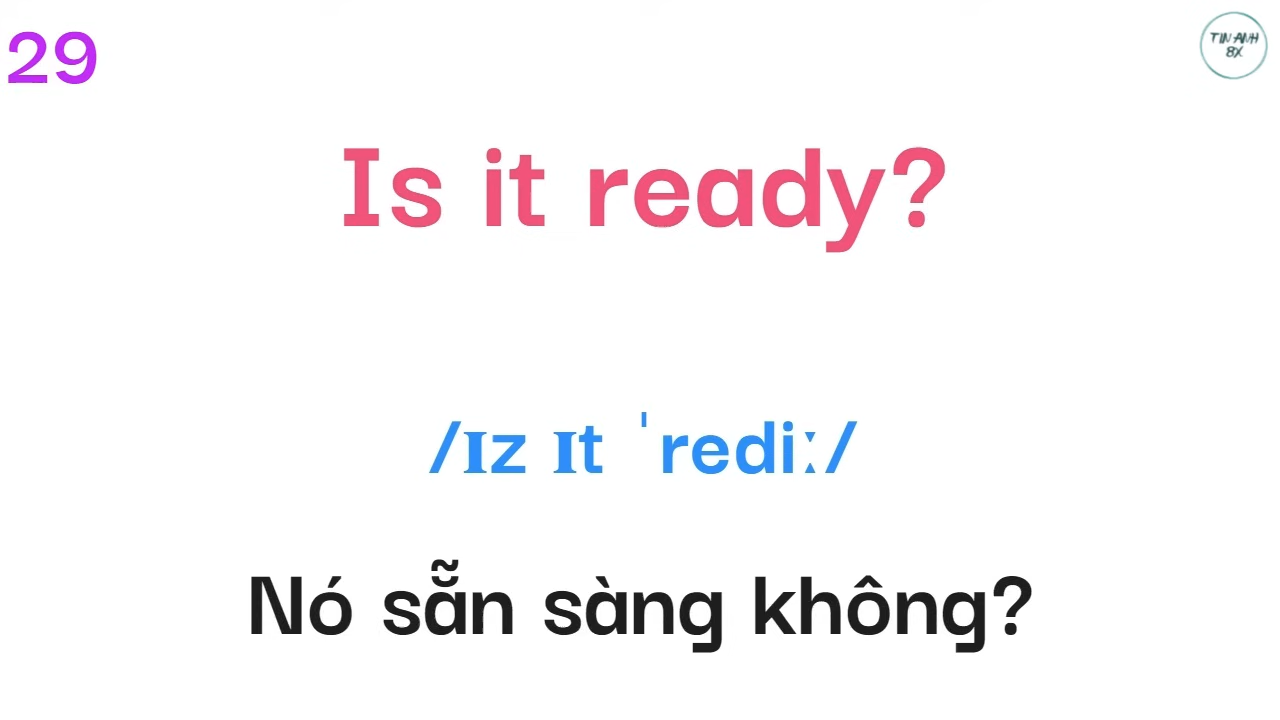 29
TIN ANH
8X
Is it ready?
/ɪz ɪt ˈrediː/
Nó sẵn sàng không?